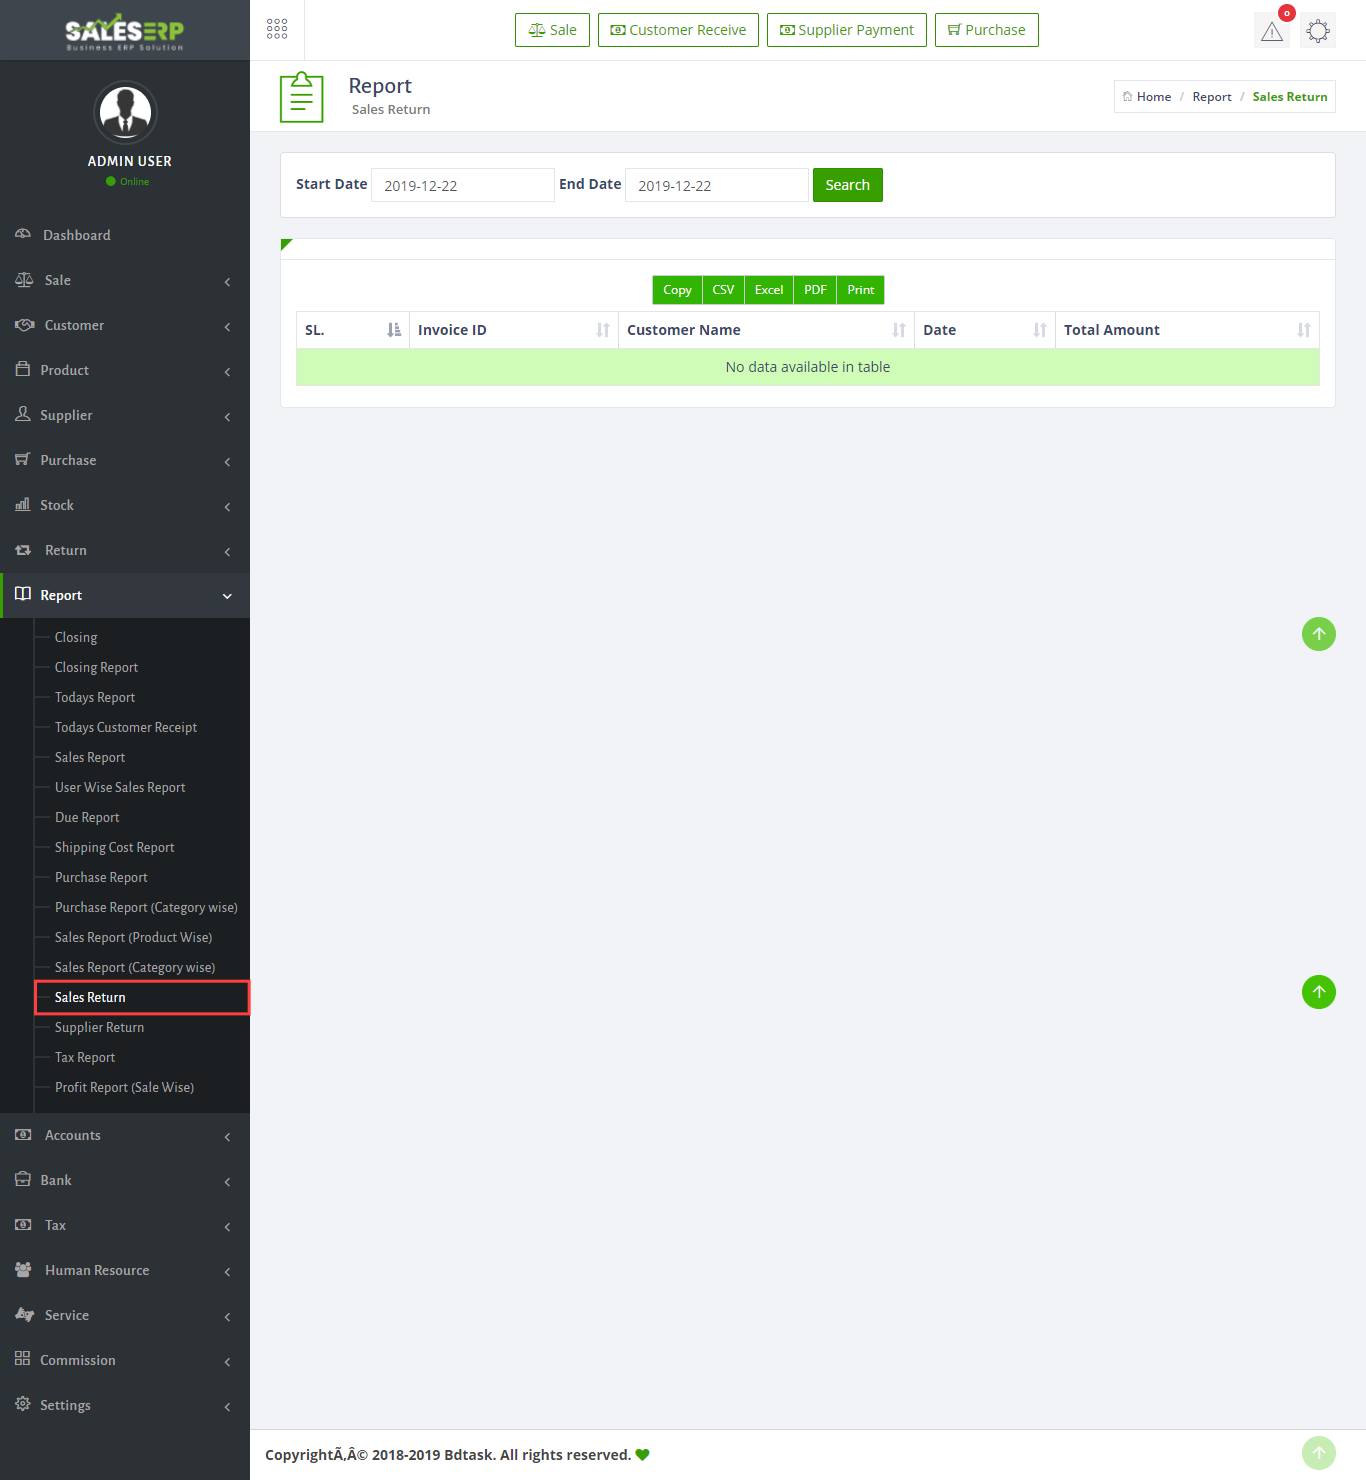 SALESERP
Business ERP Solution
ADMIN USER
Online
Dashboard
Sale
Customer
Product
Supplier
Purchase
Stock
Return
Report
Closing
Closing Report
Todays Report
Todays Customer Receipt
Sales Report
User Wise Sales Report
Due Report
Shipping Cost Report
Purchase Report
Purchase Report (Category wise)
Sales Report (Product Wise)
Sales Report (Category wise)
Sales Return
Supplier Return
Tax Report
Profit Report (Sale Wise)
Accounts
Bank
Tax
Human Resource
Service
Commission
Settings
Sale Customer Receive Supplier Payment Purchase
0
Report
Sales Return
Home / Report / Sales Return
Start Date 2019-12-22 End Date 2019-12-22 Search
Copy CSV Excel PDF Print
SL. Invoice ID Customer Name Date Total Amount
No data available in table
CopyrightÃ‚Â© 2018-2019 Bdtask. All rights reserved.